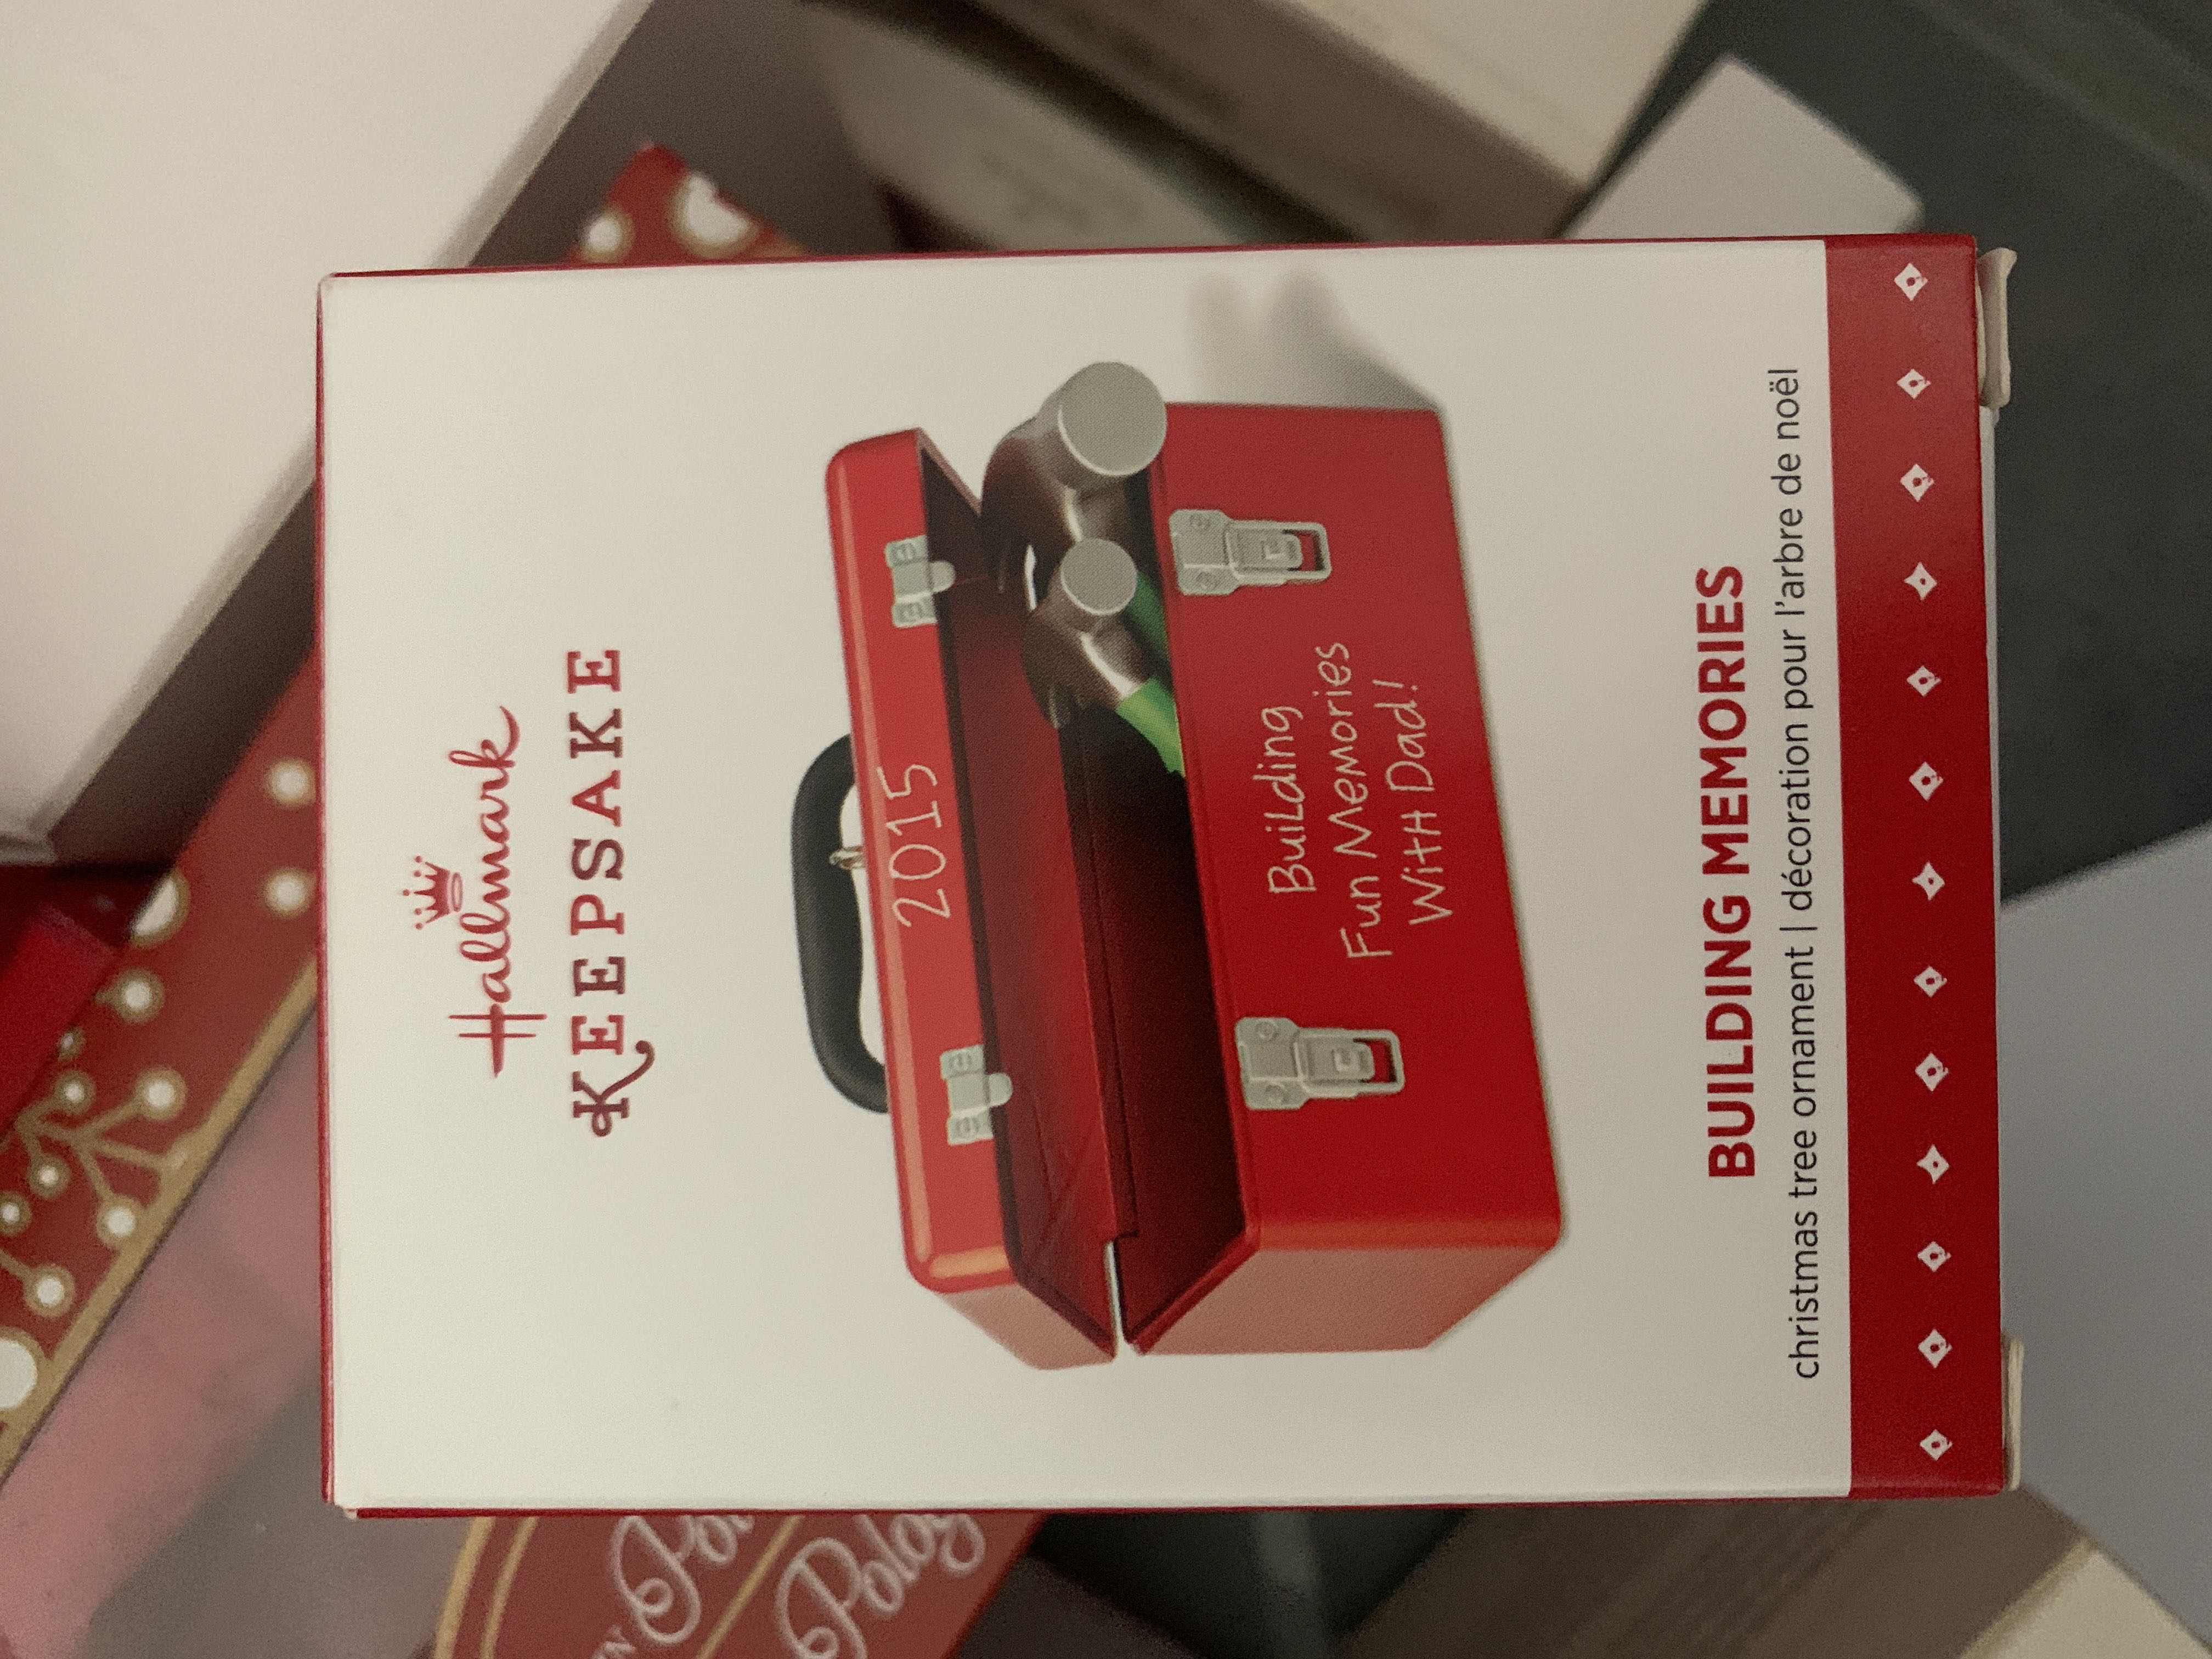 Hallmark
KEEPSAKE
2015
Building
Fun Memories
With Dad!
BUILDING MEMORIES
christmas tree ornament | décoration pour l'arbre de noël